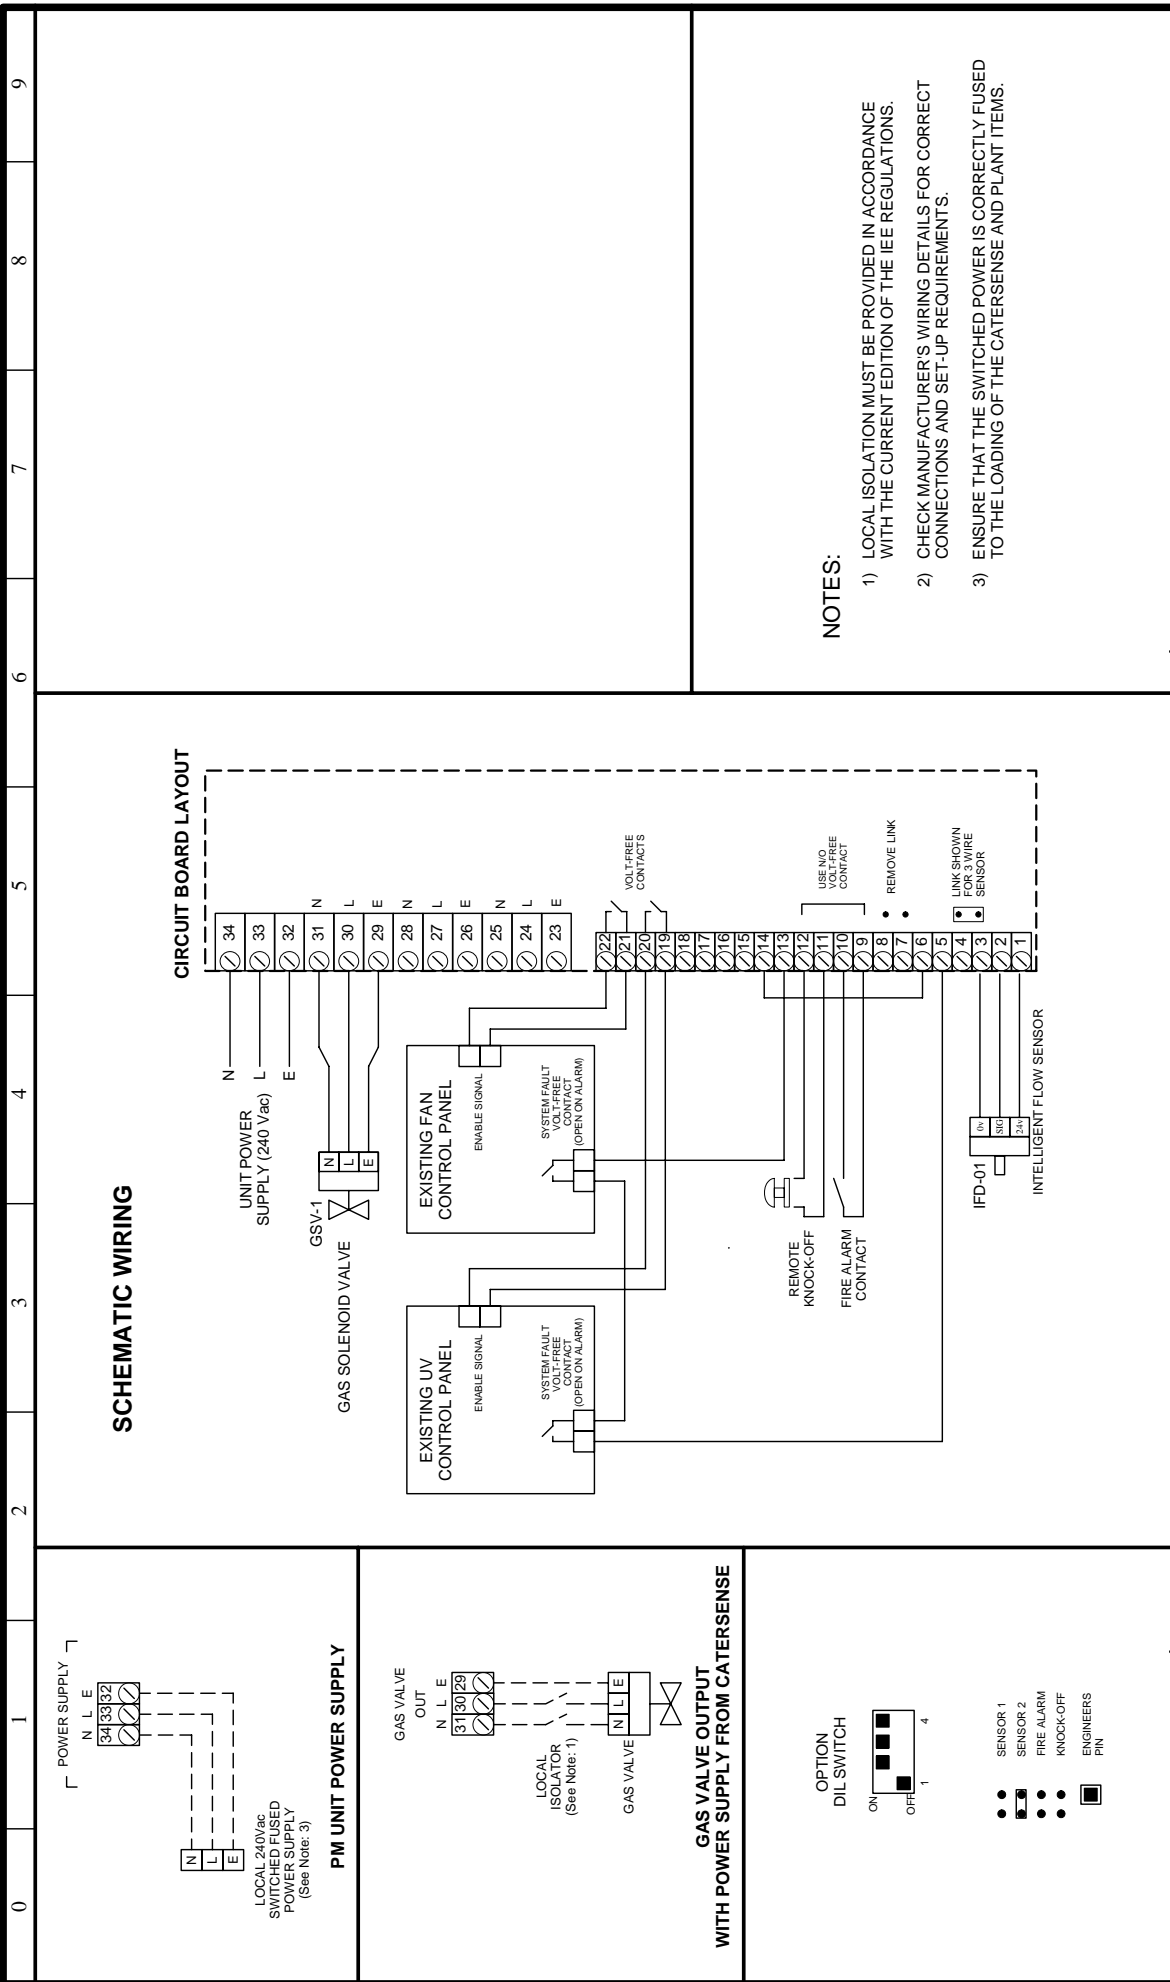 0 1 2 3 4 5 6 7 8 9
POWER SUPPLY
N L E
34 33 32
N
L
E
LOCAL 240Vac
SWITCHED FUSED
POWER SUPPLY
(See Note: 3)
PM UNIT POWER SUPPLY
GAS VALVE
OUT
N L E
31 30 29
LOCAL
ISOLATOR
(See Note: 1)
N L E
GAS VALVE
GAS VALVE OUTPUT
WITH POWER SUPPLY FROM CATERSENSE
OPTION
DIL SWITCH
ON
OFF
1 4
SENSOR 1
SENSOR 2
FIRE ALARM
KNOCK-OFF
ENGINEERS
PIN
SCHEMATIC WIRING
CIRCUIT BOARD LAYOUT
N
L
E
UNIT POWER
SUPPLY (240 Vac)
GSV-1
N
L
E
GAS SOLENOID VALVE
34
33
32
31 N
30 L
29 E
28 N
27 L
26 E
25 N
24 L
23 E
EXISTING UV
CONTROL PANEL
ENABLE SIGNAL
SYSTEM FAULT
VOLT-FREE
CONTACT
(OPEN ON ALARM)
EXISTING FAN
CONTROL PANEL
ENABLE SIGNAL
SYSTEM FAULT
VOLT-FREE
CONTACT
(OPEN ON ALARM)
22
21
20
19
18
17
16
15
14
13
12
11
10
9
8
7
6
5
4
3
2
1
VOLT-FREE
CONTACTS
USE N/O
VOLT-FREE
CONTACT
REMOVE LINK
LINK SHOWN
FOR 3 WIRE
SENSOR
REMOTE
KNOCK-OFF
FIRE ALARM
CONTACT
IFD-01
0v
SIG
24v
INTELLIGENT FLOW SENSOR
NOTES:
1) LOCAL ISOLATION MUST BE PROVIDED IN ACCORDANCE
WITH THE CURRENT EDITION OF THE IEE REGULATIONS.
2) CHECK MANUFACTURER'S WIRING DETAILS FOR CORRECT
CONNECTIONS AND SET-UP REQUIREMENTS.
3) ENSURE THAT THE SWITCHED POWER IS CORRECTLY FUSED
TO THE LOADING OF THE CATERSENSE AND PLANT ITEMS.